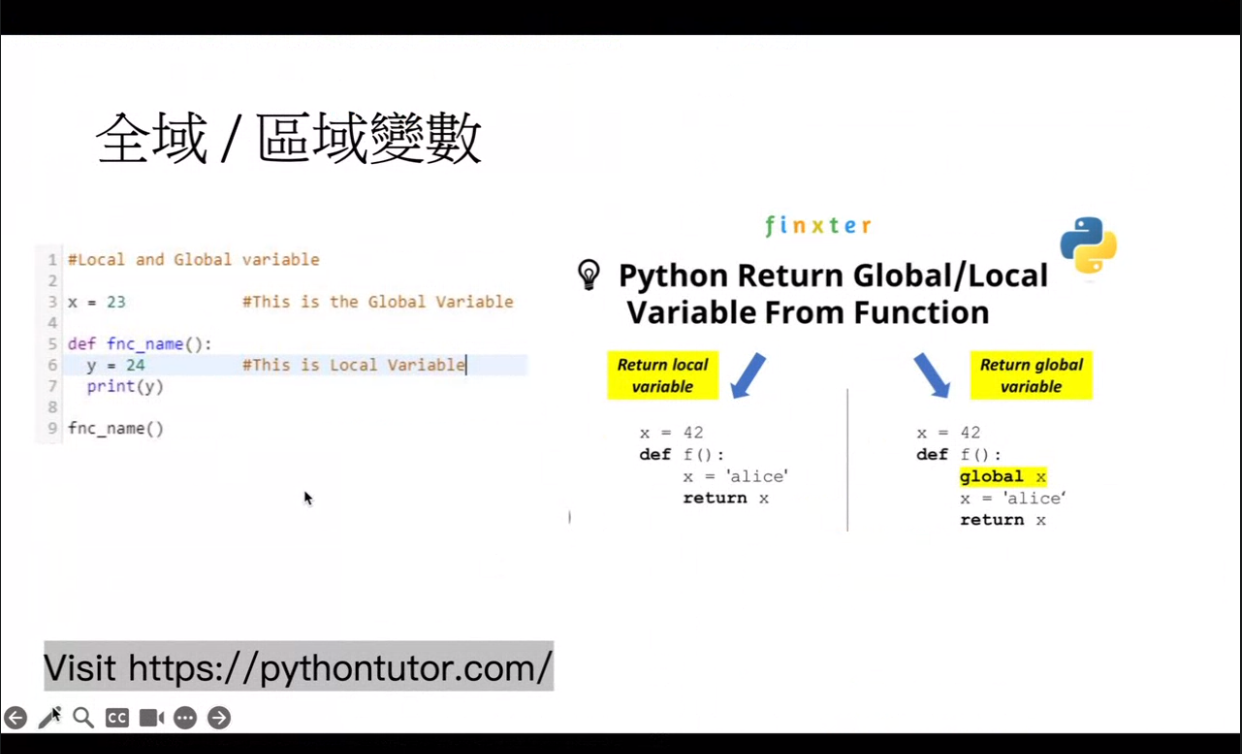 全域 / 區域變數
1 #Local and Global variable
2
3 x = 23 #This is the Global Variable
4
5 def fnc_name():
6 y = 24 #This is Local Variable
7 print(y)
8
9 fnc_name()
finxter
Python Return Global/Local
Variable From Function
Return local
variable
x = 42
def f():
x = 'alice'
return x
Return global
variable
x = 42
def f():
global x
x = 'alice‘
return x
)
Visit https://pythontutor.com/
CC